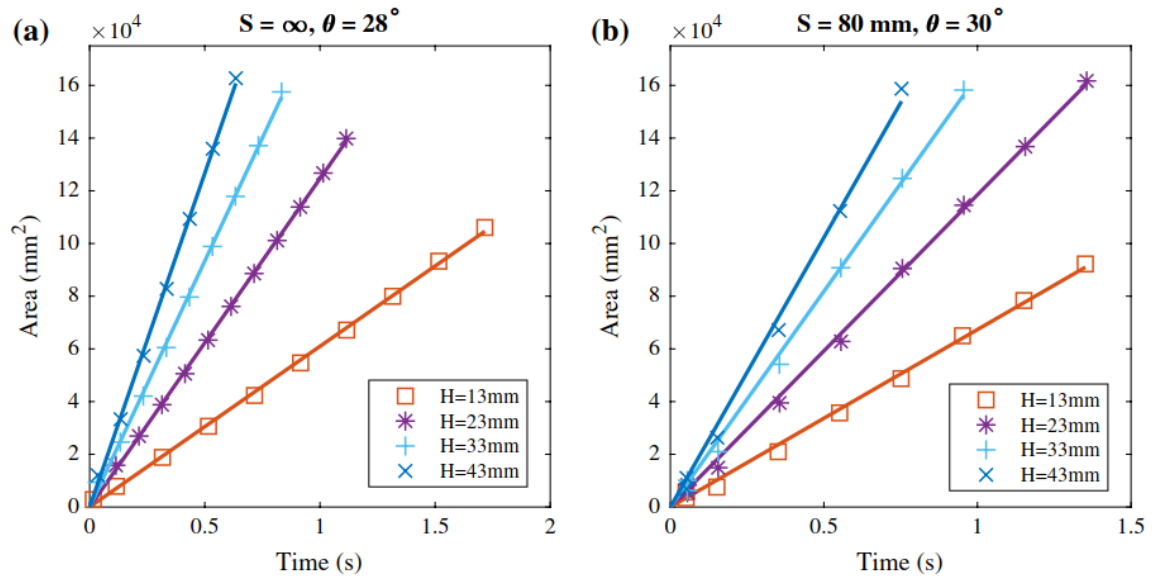 (a)
S = ∞, θ = 28°
×10⁴
16
14
12
10
8
6
4
2
0
Area (mm²)
0
0.5
1
1.5
2
Time (s)
H=13mm
H=23mm
H=33mm
H=43mm
(b)
S = 80 mm, θ = 30°
×10⁴
16
14
12
10
8
6
4
2
0
Area (mm²)
0
0.5
1
1.5
Time (s)
H=13mm
H=23mm
H=33mm
H=43mm